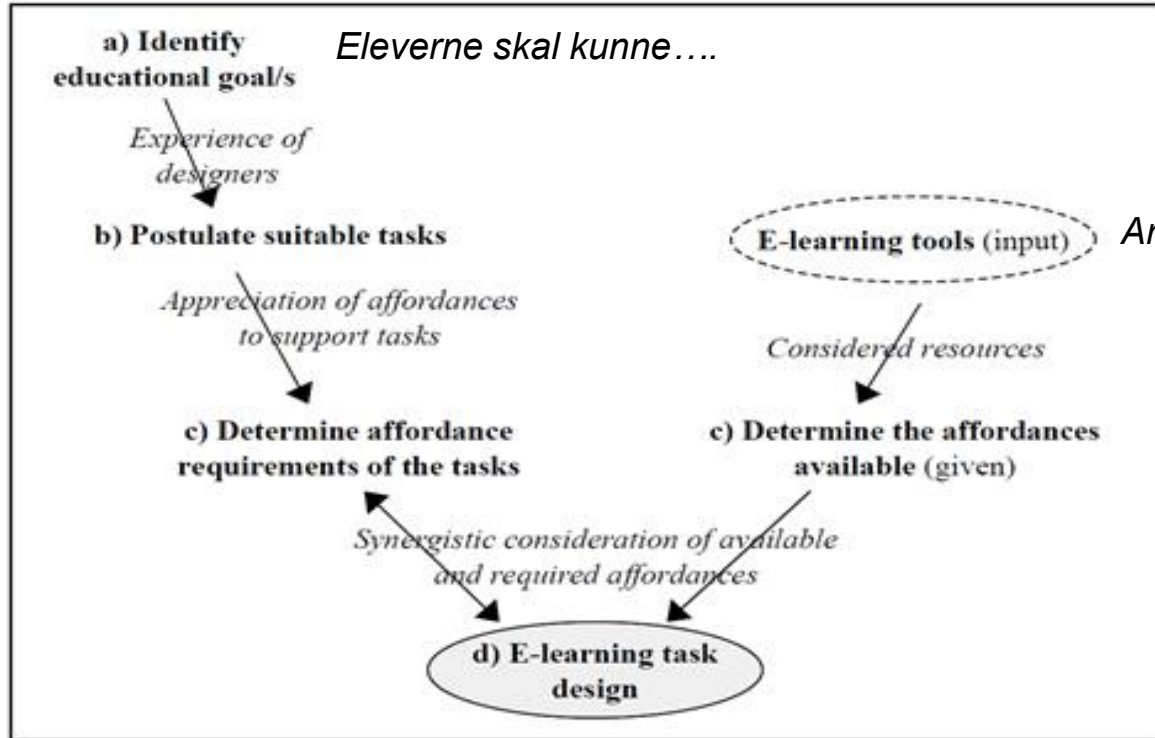 a) Identify
educational goal/s
Eleverne skal kunne….
Experience of
designers
b) Postulate suitable tasks
E-learning tools (input)
Appreciation of affordances
to support tasks
Considered resources
c) Determine affordance
requirements of the tasks
c) Determine the affordances
available (given)
Synergistic consideration of available
and required affordances
d) E-learning task
design